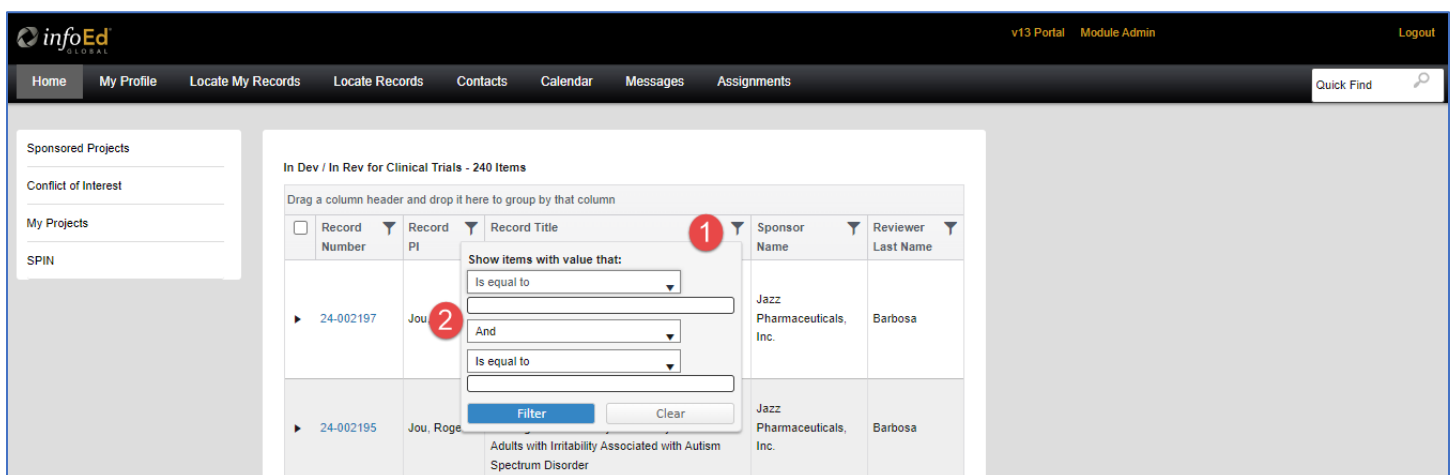 infoEd
GLOBAL
v13 Portal Module Admin Logout
Home My Profile Locate My Records Locate Records Contacts Calendar Messages Assignments
Quick Find
Sponsored Projects
Conflict of Interest
My Projects
SPIN
In Dev / In Rev for Clinical Trials - 240 Items
Drag a column header and drop it here to group by that column
Record Number
Record PI
Record Title
1
Sponsor Name
Reviewer Last Name
Show items with value that:
Is equal to
2
And
Is equal to
Filter Clear
24-002197
Jou,
Jazz
Pharmaceuticals,
Inc.
Barbosa
24-002195
Jou, Roge
Adults with Irritability Associated with Autism
Spectrum Disorder
Jazz
Pharmaceuticals,
Inc.
Barbosa